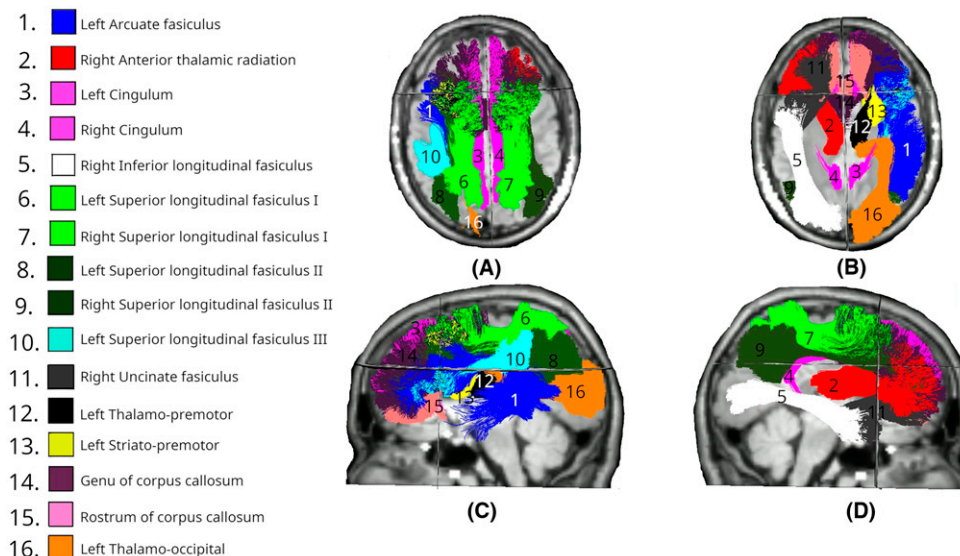 1. Left Arcuate fasiculus
2. Right Anterior thalamic radiation
3. Left Cingulum
4. Right Cingulum
5. Right Inferior longitudinal fasiculus
6. Left Superior longitudinal fasiculus I
7. Right Superior longitudinal fasiculus I
8. Left Superior longitudinal fasiculus II
9. Right Superior longitudinal fasiculus II
10. Left Superior longitudinal fasiculus III
11. Right Uncinate fasiculus
12. Left Thalamo-premotor
13. Left Striato-premotor
14. Genu of corpus callosum
15. Rostrum of corpus callosum
16. Left Thalamo-occipital
1
10
3
4
6
7
8
9
16
(A)
11
15
14
13
2
12
1
5
4
3
9
16
(B)
3
6
14
10
8
12
13
1
15
16
(C)
7
9
4
2
5
11
(D)